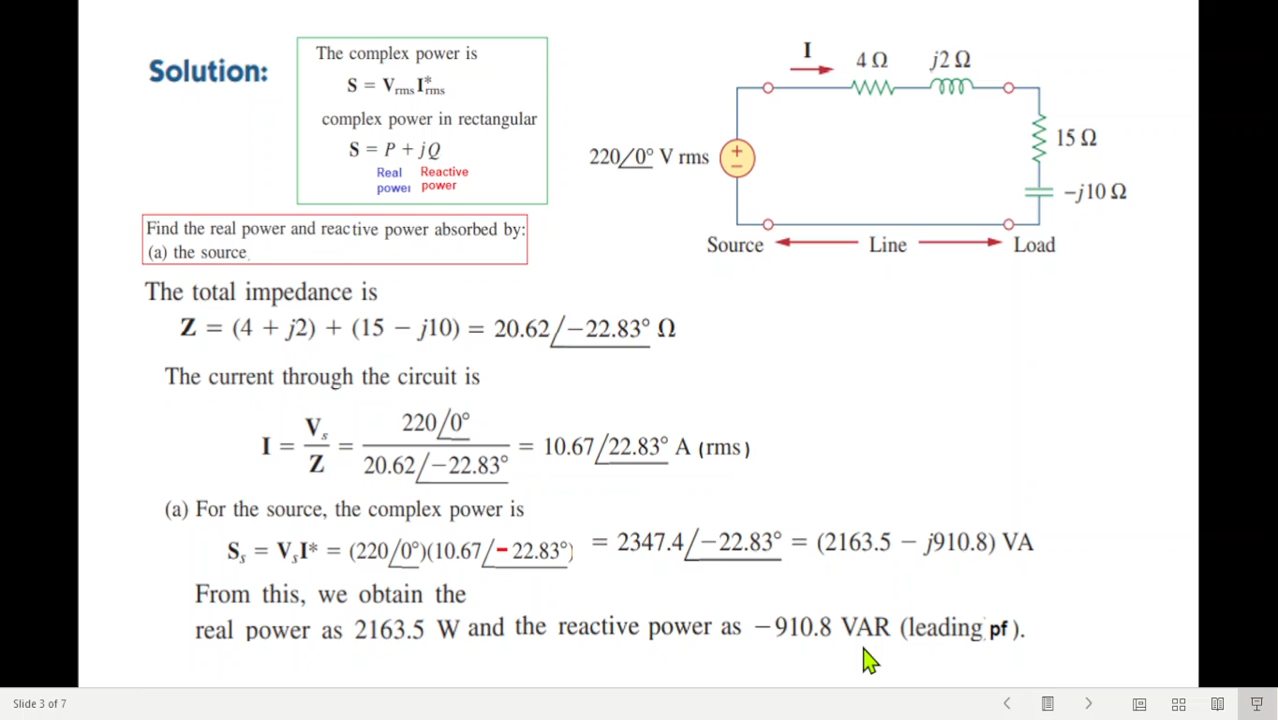 Solution:
The complex power is
S = V_rms I*_rms
complex power in rectangular
S = P + jQ
Real Reactive
power power
Find the real power and reactive power absorbed by:
(a) the source
I
4 Ω j2 Ω
15 Ω
220∠0° V rms
+
−
−j10 Ω
Source Line Load
The total impedance is
Z = (4 + j2) + (15 − j10) = 20.62∠−22.83° Ω
The current through the circuit is
I = V_s / Z = 220∠0° / 20.62∠−22.83° = 10.67∠22.83° A (rms)
(a) For the source, the complex power is
S_s = V_s I* = (220∠0°)(10.67∠−22.83°) = 2347.4∠−22.83° = (2163.5 − j910.8) VA
From this, we obtain the
real power as 2163.5 W and the reactive power as −910.8 VAR (leading pf).
Slide 3 of 7